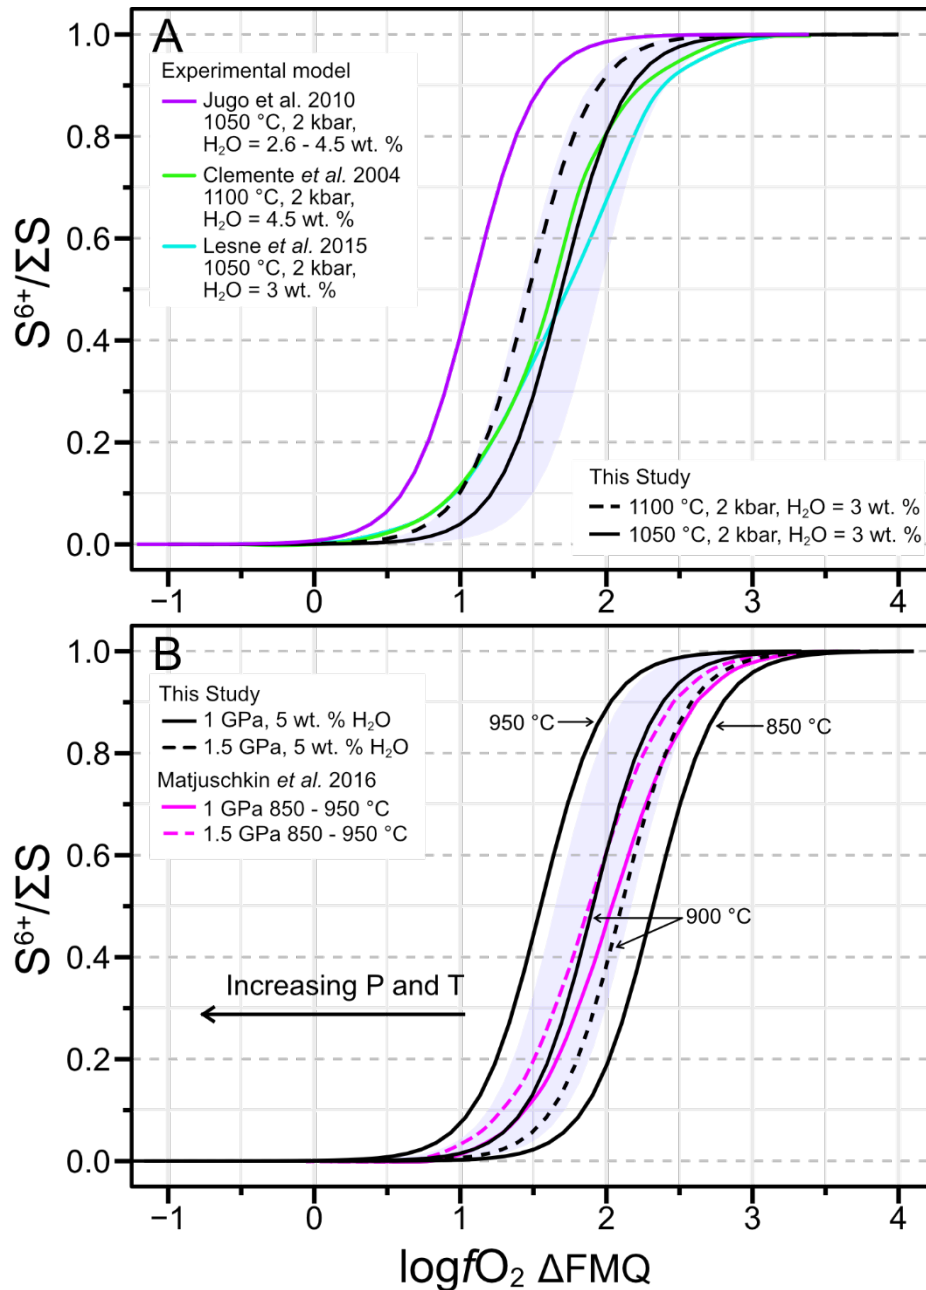 A
Experimental model
Jugo et al. 2010
1050 °C, 2 kbar,
H₂O = 2.6 - 4.5 wt. %
Clemente et al. 2004
1100 °C, 2 kbar,
H₂O = 4.5 wt. %
Lesne et al. 2015
1050 °C, 2 kbar,
H₂O = 3 wt. %
This Study
1100 °C, 2 kbar, H₂O = 3 wt. %
1050 °C, 2 kbar, H₂O = 3 wt. %
S⁶⁺/ΣS
1.0
0.8
0.6
0.4
0.2
0.0
−1 0 1 2 3 4
B
This Study
1 GPa, 5 wt. % H₂O
1.5 GPa, 5 wt. % H₂O
Matjuschkin et al. 2016
1 GPa 850 - 950 °C
1.5 GPa 850 - 950 °C
950 °C
850 °C
900 °C
Increasing P and T
S⁶⁺/ΣS
1.0
0.8
0.6
0.4
0.2
0.0
−1 0 1 2 3 4
logfO₂ ΔFMQ